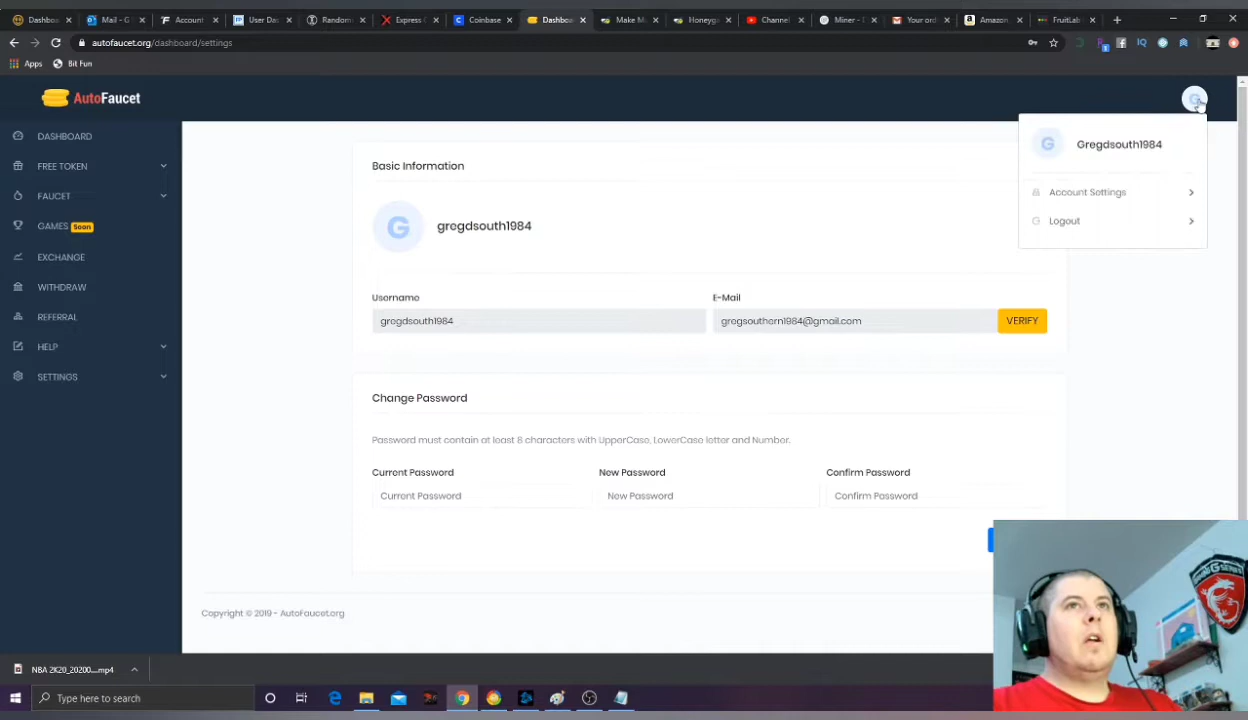 Dashboa
Mail - G
Account
User Da
Random
Express
Coinbase
Dashbo
Make M
Honeyg
Channel
Miner -
Your or
Amazon
FruitLab
autofaucet.org/dashboard/settings
Apps
Bit Fun
AutoFaucet
G
DASHBOARD
FREE TOKEN
FAUCET
GAMES Soon
EXCHANGE
WITHDRAW
REFERRAL
HELP
SETTINGS
G Gregdsouth1984
Account Settings
Logout
Basic Information
G gregdsouth1984
Username
E-Mail
gregdsouth1984
gregsouthern1984@gmail.com
VERIFY
Change Password
Password must contain at least 8 characters with UpperCase, LowerCase letter and Number.
Current Password
New Password
Confirm Password
Current Password
New Password
Confirm Password
Copyright © 2019 - AutoFaucet.org
NBA 2K20_20200....mp4
Type here to search